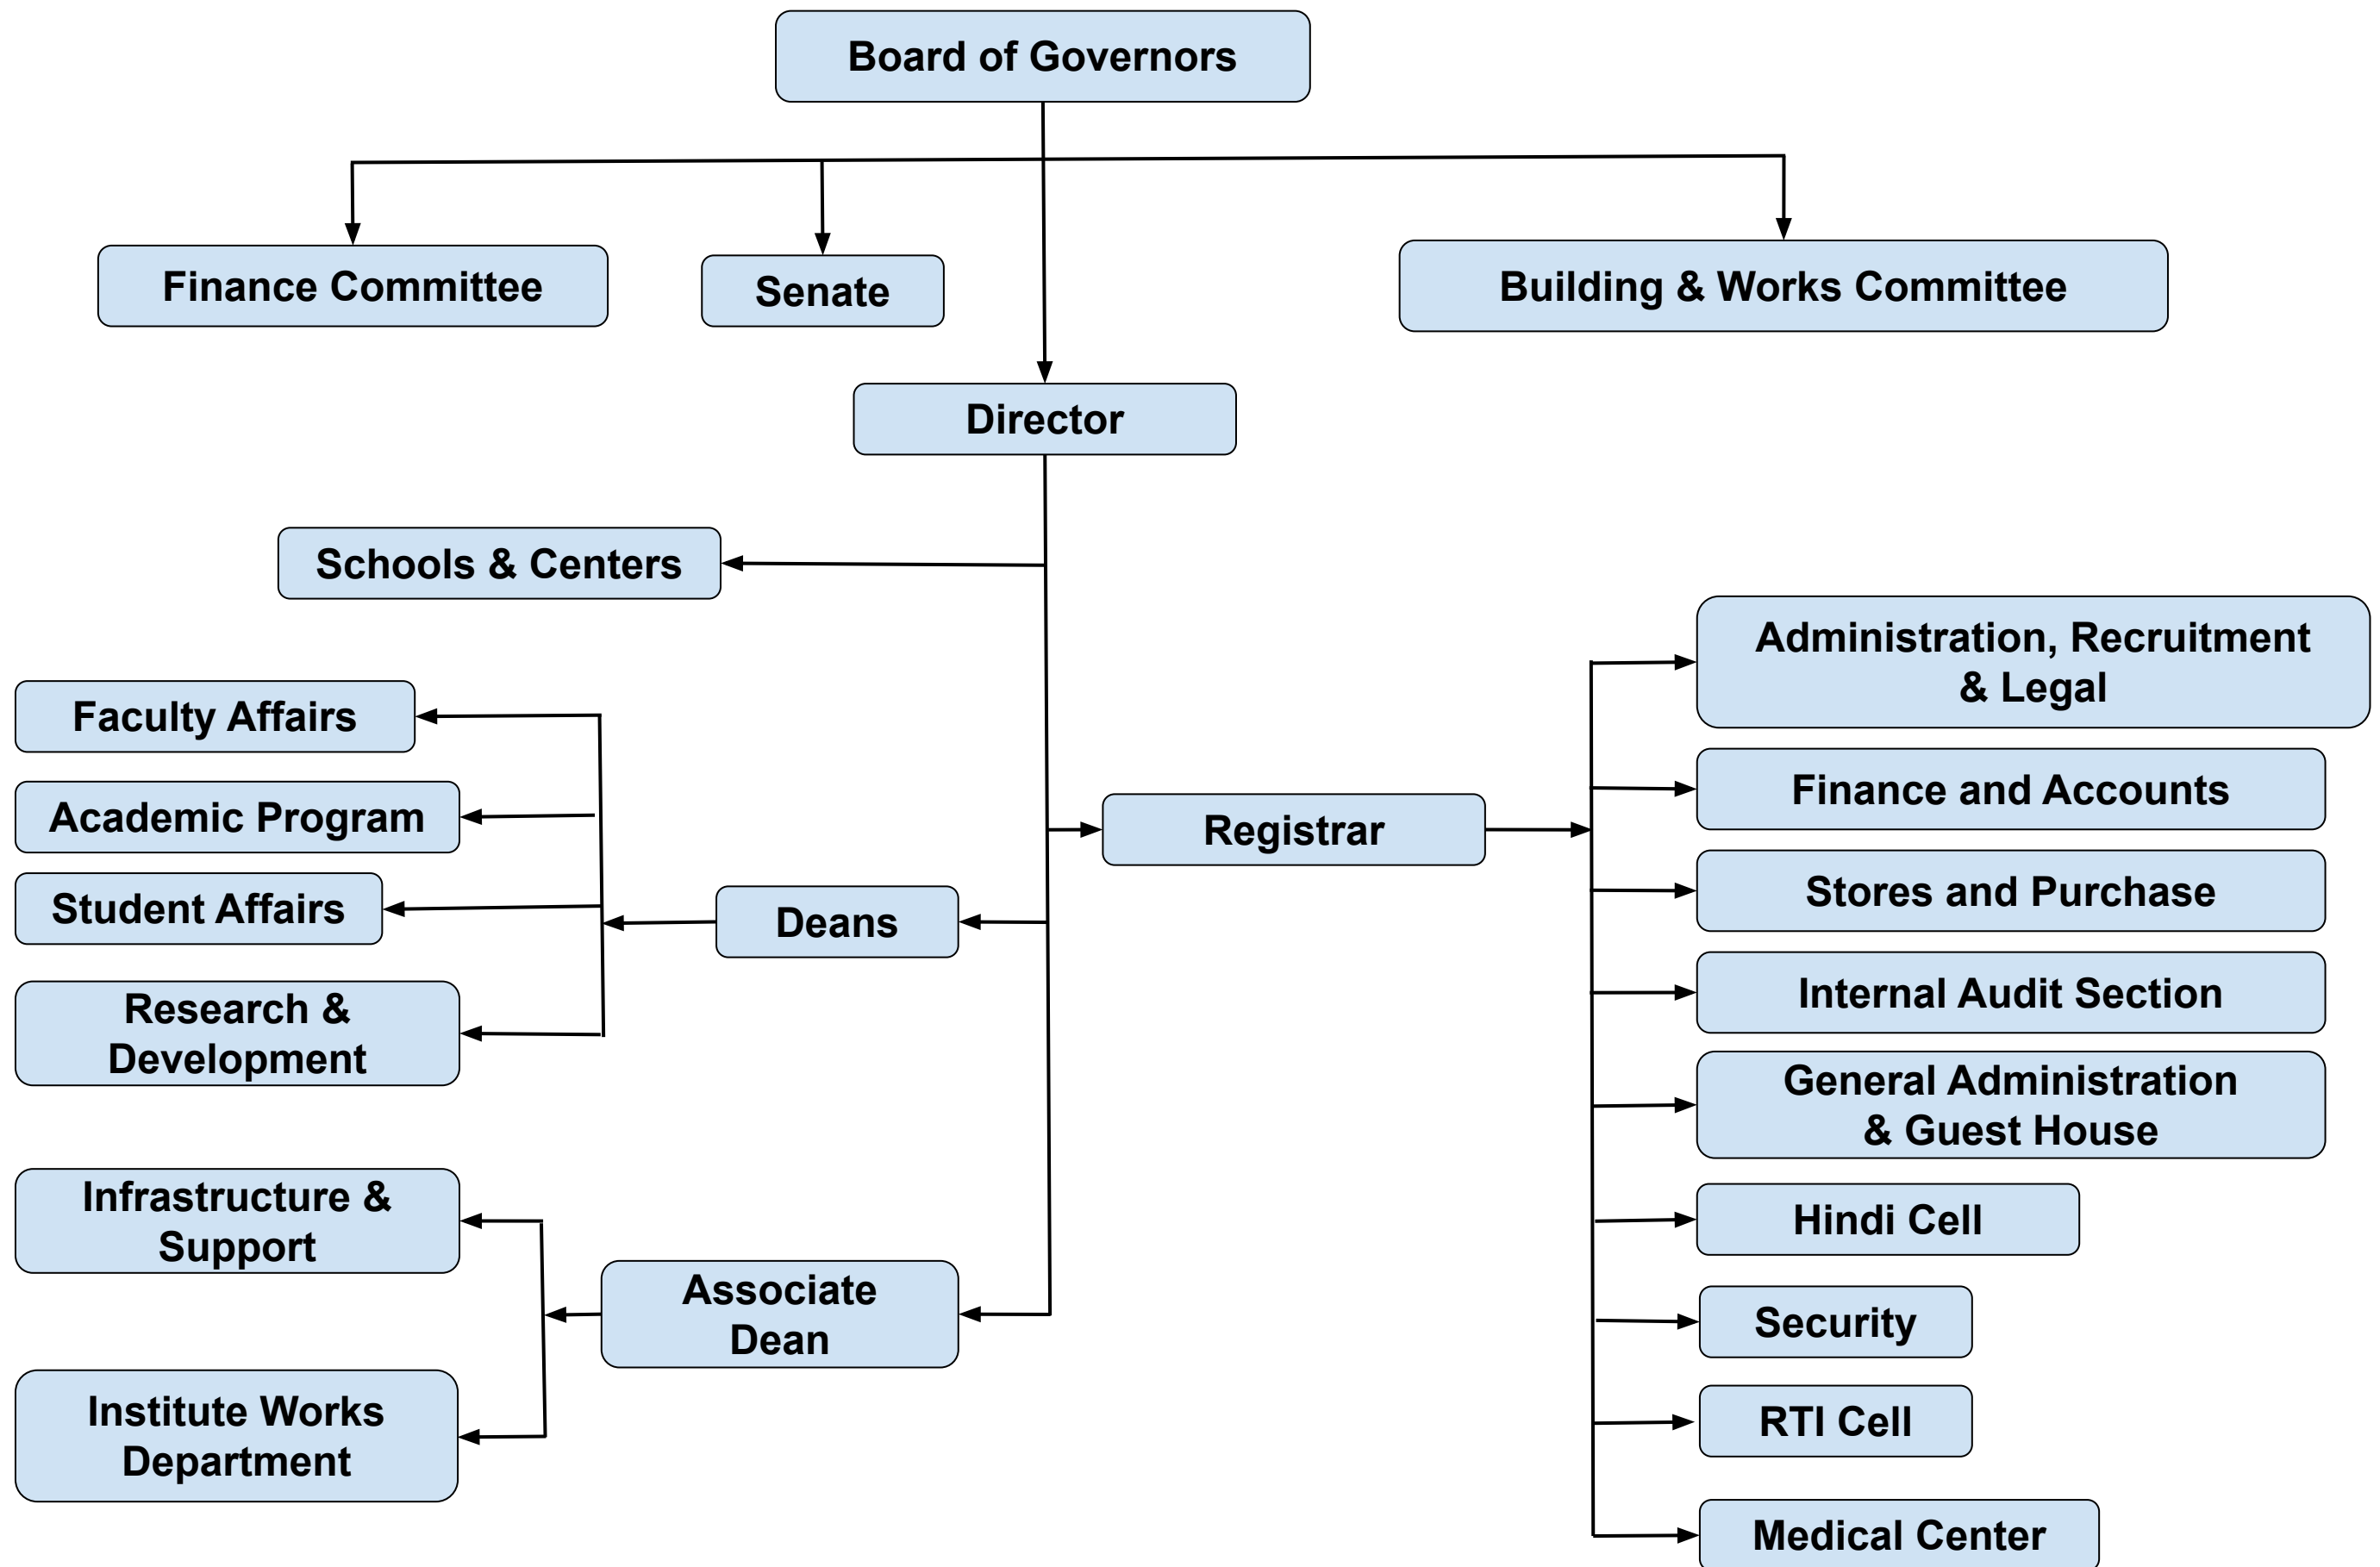 Board of Governors
Finance Committee
Senate
Building & Works Committee
Director
Schools & Centers
Administration, Recruitment
& Legal
Faculty Affairs
Finance and Accounts
Academic Program
Registrar
Stores and Purchase
Student Affairs
Deans
Internal Audit Section
Research &
Development
General Administration
& Guest House
Infrastructure &
Support
Hindi Cell
Associate
Dean
Security
Institute Works
Department
RTI Cell
Medical Center